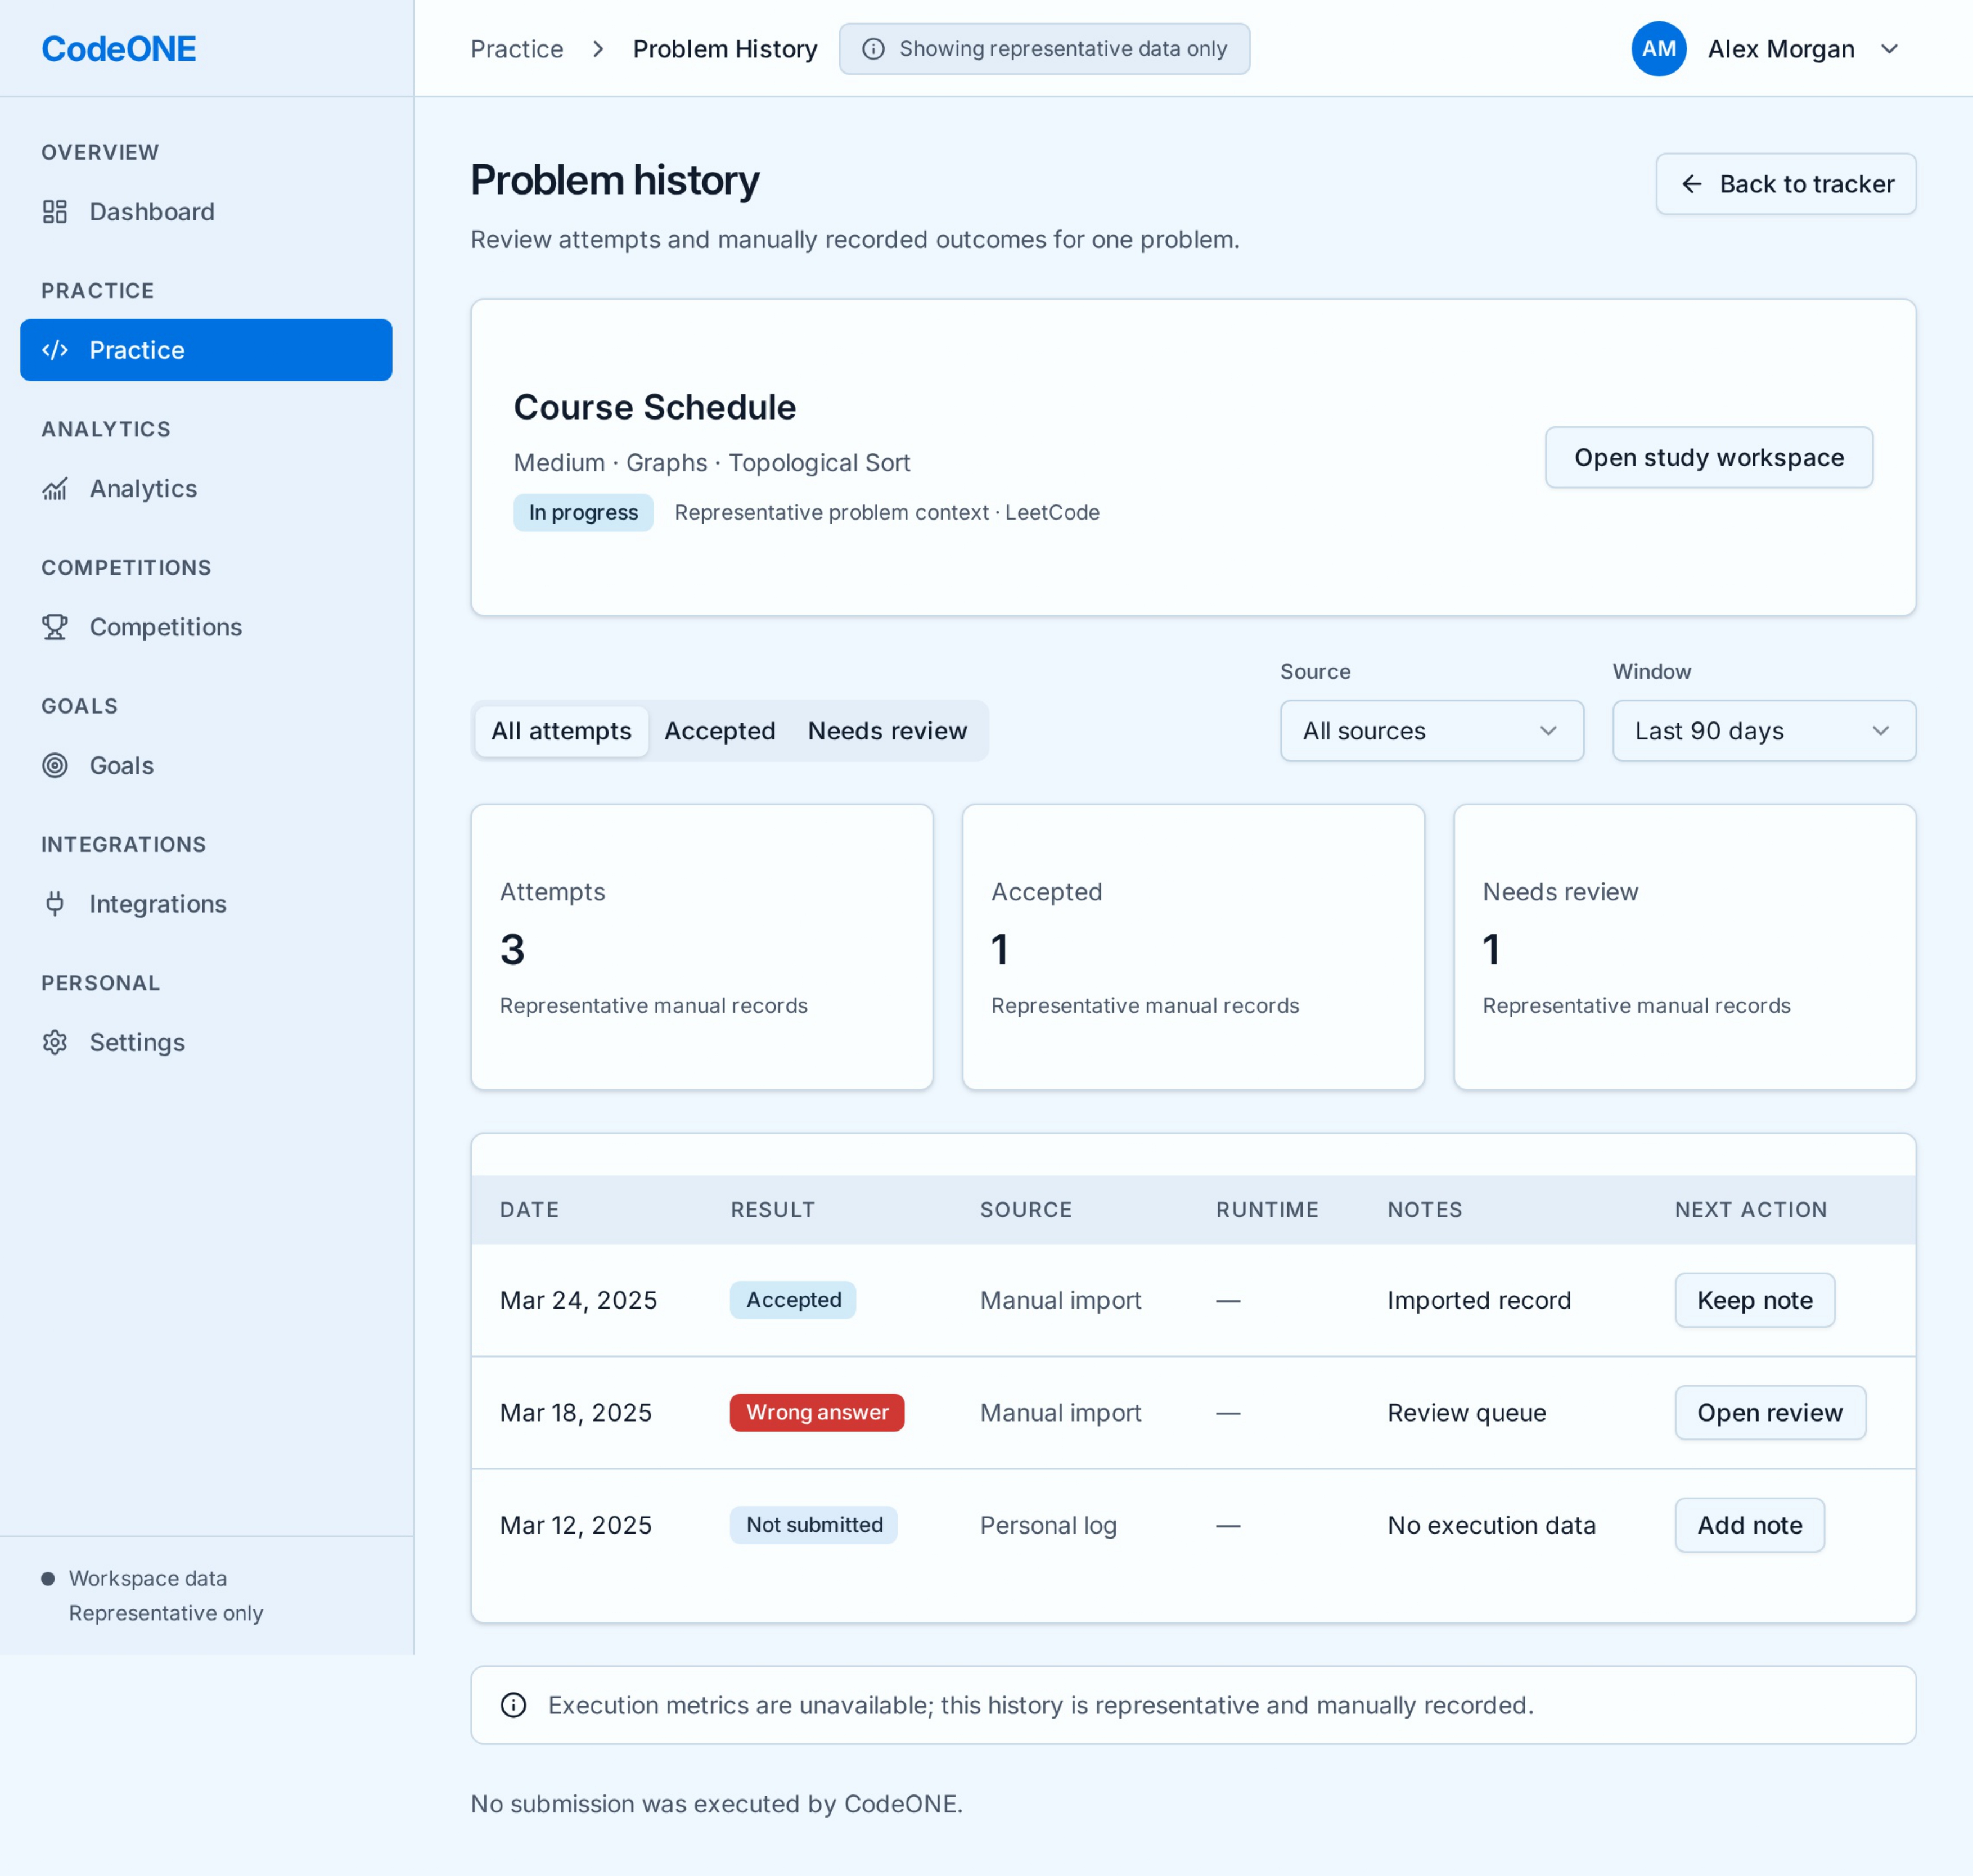 CodeONE
Practice > Problem History
Showing representative data only
AM Alex Morgan
OVERVIEW
Dashboard
PRACTICE
Practice
ANALYTICS
Analytics
COMPETITIONS
Competitions
GOALS
Goals
INTEGRATIONS
Integrations
PERSONAL
Settings
Workspace data
Representative only
Problem history
Back to tracker
Review attempts and manually recorded outcomes for one problem.
Course Schedule
Medium · Graphs · Topological Sort
In progress Representative problem context · LeetCode
Open study workspace
Source Window
All attempts Accepted Needs review All sources Last 90 days
Attempts
3
Representative manual records
Accepted
1
Representative manual records
Needs review
1
Representative manual records
DATE RESULT SOURCE RUNTIME NOTES NEXT ACTION
Mar 24, 2025 Accepted Manual import — Imported record Keep note
Mar 18, 2025 Wrong answer Manual import — Review queue Open review
Mar 12, 2025 Not submitted Personal log — No execution data Add note
Execution metrics are unavailable; this history is representative and manually recorded.
No submission was executed by CodeONE.